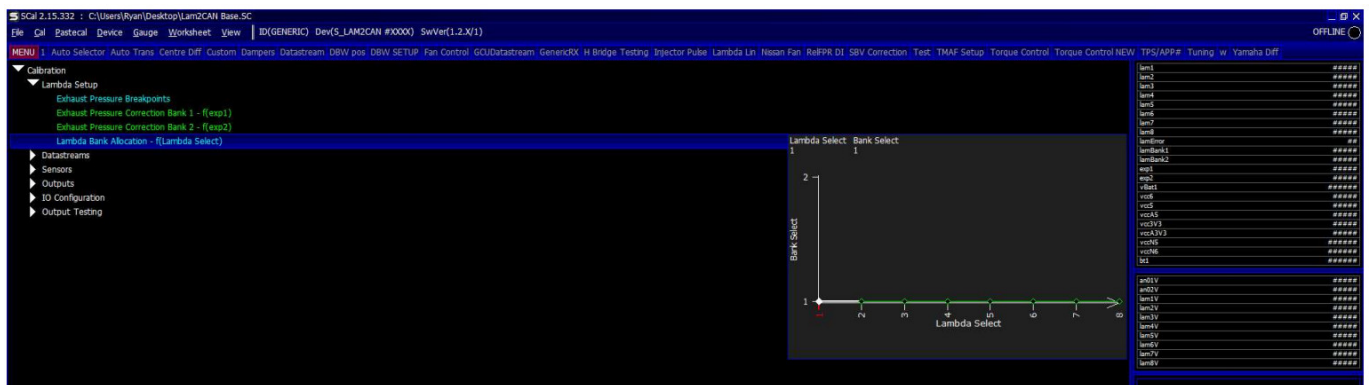 SCal 2.15.332 : C:\Users\Ryan\Desktop\Lam2CAN Base.SC
File Cal Pastecal Device Gauge Worksheet View ID(GENERIC) Dev(S_LAM2CAN #XXXX) SwVer(1.2.X/1) OFFLINE
MENU 1 Auto Selector Auto Trans Centre Diff Custom Dampers Datastream DBW pos DBW SETUP Fan Control GCUDatastream GenericRX H Bridge Testing Injector Pulse Lambda Lin Nissan Fan RelFPR DI SBV Correction Test TMAF Setup Torque Control Torque Control NEW TPS/APP# Tuning w Yamaha Diff
Calibration
Lambda Setup
Exhaust Pressure Breakpoints
Exhaust Pressure Correction Bank 1 - f(exp1)
Exhaust Pressure Correction Bank 2 - f(exp2)
Lambda Bank Allocation - f(Lambda Select)
Datastreams
Sensors
Outputs
IO Configuration
Output Testing
Lambda Select Bank Select
1 1
2
Bank Select
1
1 2 3 4 5 6 7 8
Lambda Select
lam1 #####
lam2 #####
lam3 #####
lam4 #####
lam5 #####
lam6 #####
lam7 #####
lam8 #####
lamError ##
lamBank1 #####
lamBank2 #####
exp1 #####
exp2 #####
vBat1 ######
vcc6 #####
vcc5 #####
vccA5 #####
vcc3V3 #####
vccA3V3 #####
vccN5 ######
vccN6 ######
bt1 ######
an01V #####
an02V #####
lam1V #####
lam2V #####
lam3V #####
lam4V #####
lam5V #####
lam6V #####
lam7V #####
lam8V #####